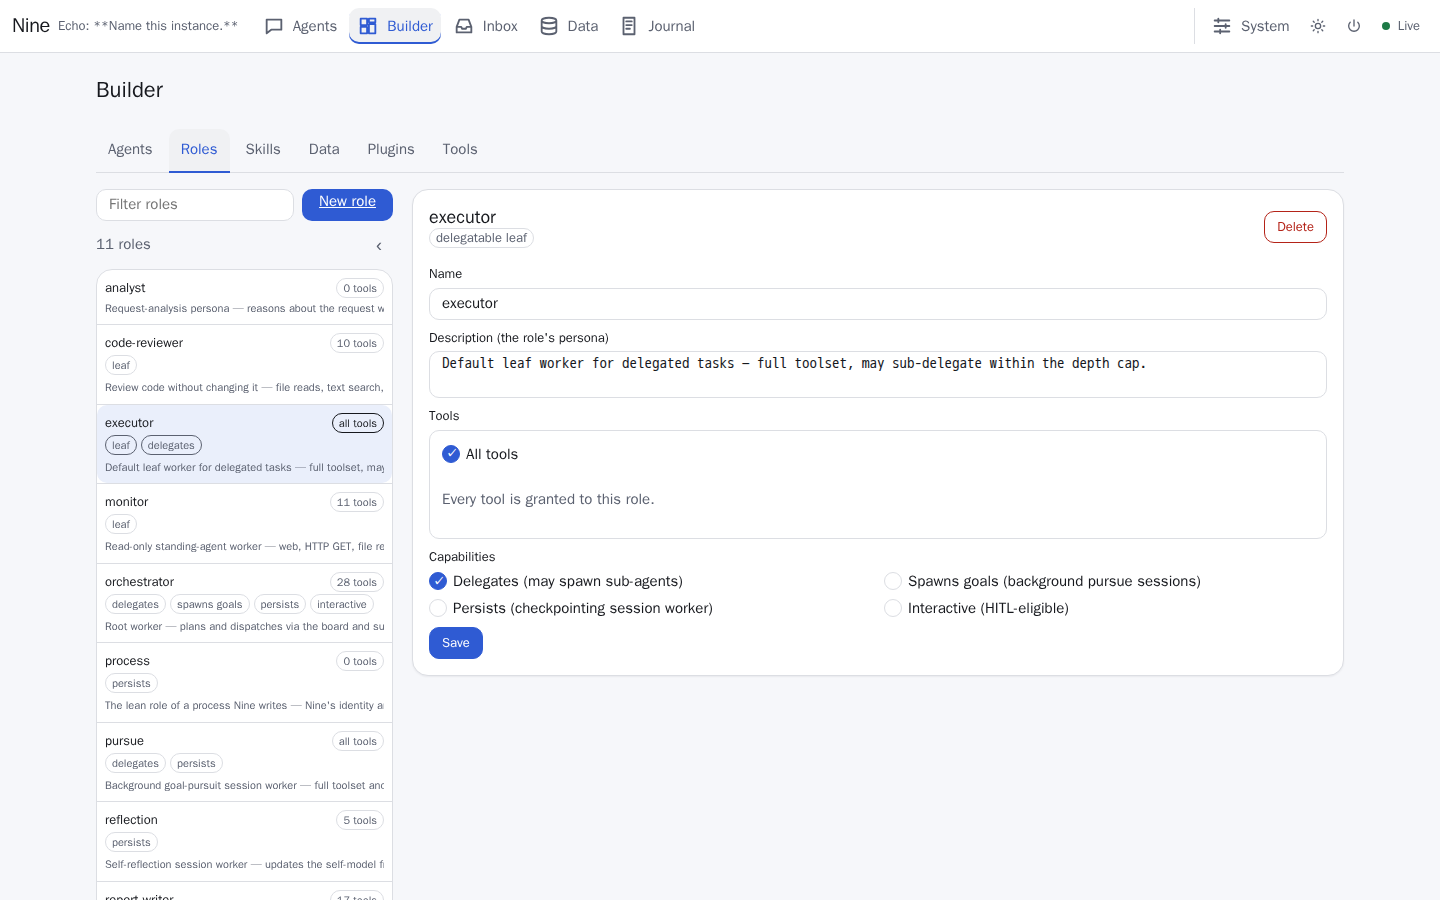 Nine Echo: **Name this instance.** Agents Builder Inbox Data Journal System Live
Builder
Agents Roles Skills Data Plugins Tools
Filter roles New role
11 roles
analyst 0 tools
Request-analysis persona — reasons about the request w
code-reviewer 10 tools
leaf
Review code without changing it — file reads, text search,
executor all tools
leaf delegates
Default leaf worker for delegated tasks — full toolset, may
monitor 11 tools
leaf
Read-only standing-agent worker — web, HTTP GET, file re
orchestrator 28 tools
delegates spawns goals persists interactive
Root worker — plans and dispatches via the board and su
process 0 tools
persists
The lean role of a process Nine writes — Nine's identity a
pursue all tools
delegates persists
Background goal-pursuit session worker — full toolset and
reflection 5 tools
persists
Self-reflection session worker — updates the self-model f
report-writer 17 tools
executor
delegatable leaf
Delete
Name
executor
Description (the role's persona)
Default leaf worker for delegated tasks — full toolset, may sub-delegate within the depth cap.
Tools
All tools
Every tool is granted to this role.
Capabilities
Delegates (may spawn sub-agents) Spawns goals (background pursue sessions)
Persists (checkpointing session worker) Interactive (HITL-eligible)
Save